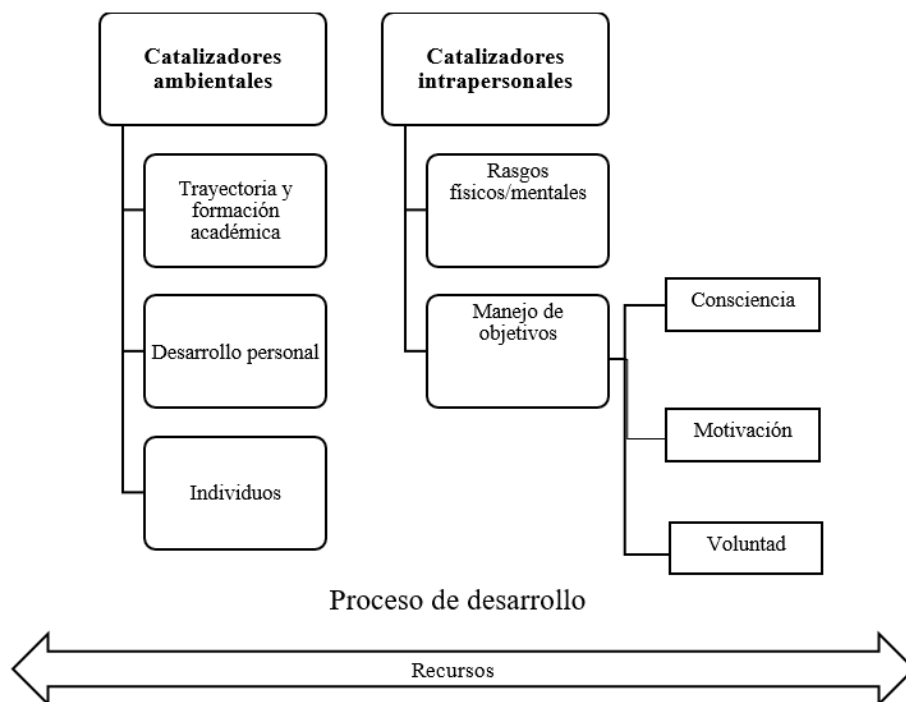 Catalizadores
ambientales
Trayectoria y
formación
académica
Desarrollo personal
Individuos
Catalizadores
intrapersonales
Rasgos
físicos/mentales
Manejo de
objetivos
Consciencia
Motivación
Voluntad
Proceso de desarrollo
Recursos